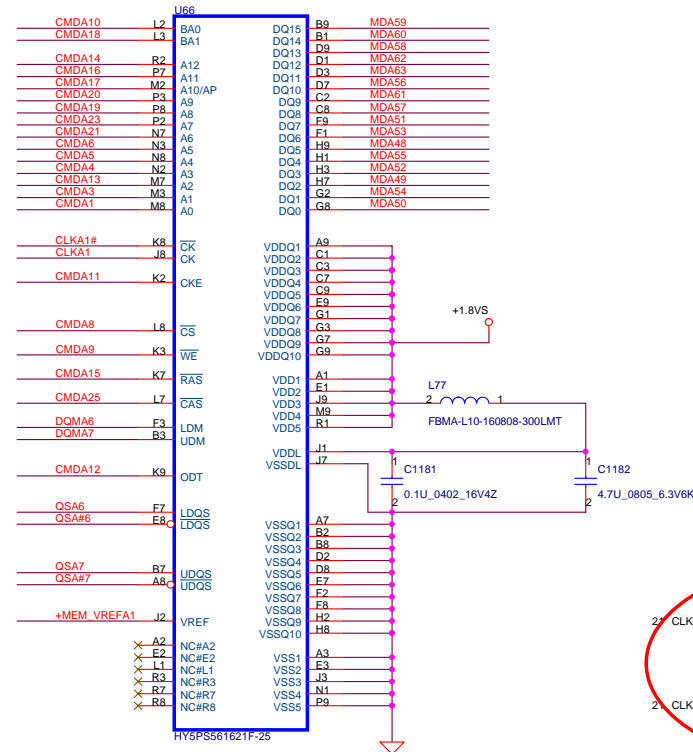 U66
CMDA10 L2 BA0 DQ15 B9 MDA59
CMDA18 L3 BA1 DQ14 B1 MDA60
DQ13 D9 MDA58
CMDA14 R2 A12 DQ12 D1 MDA62
CMDA16 P7 A11 DQ11 D3 MDA63
CMDA17 M2 A10/AP DQ10 D7 MDA56
CMDA20 P3 A9 DQ9 C2 MDA61
CMDA19 P8 A8 DQ8 C8 MDA57
CMDA23 P2 A7 DQ7 F9 MDA51
CMDA21 N7 A6 DQ6 F1 MDA53
CMDA6 N3 A5 DQ5 H9 MDA48
CMDA5 N8 A4 DQ4 H1 MDA55
CMDA4 N2 A3 DQ3 H3 MDA52
CMDA13 M7 A2 DQ2 H7 MDA49
CMDA3 M3 A1 DQ1 G2 MDA54
CMDA1 M8 A0 DQ0 G8 MDA50
CLKA1# K8 CK VDDQ1 A9
CLKA1 J8 CK VDDQ2 C1
VDDQ3 C3
CMDA11 K2 CKE VDDQ4 C7
VDDQ5 C9
VDDQ6 E9
VDDQ7 G1
+1.8VS
CMDA8 L8 CS VDDQ8 G3
VDDQ9 G7
CMDA9 K3 WE VDDQ10 G9
CMDA15 K7 RAS VDD1 A1
VDD2 E1
L77
CMDA25 L7 CAS VDD3 J9 2 1
VDD4 M9
DQMA6 F3 LDM VDD5 R1
FBMA-L10-160808-300LMT
DQMA7 B3 UDM
VDDL J1
VSSDL J7
CMDA12 K9 ODT
1 C1181 1 C1182
0.1U_0402_16V4Z 4.7U_0805_6.3V6K
2 2
QSA6 F7 LDQS
QSA#6 E8 LDQS VSSQ1 A7
VSSQ2 B2
VSSQ3 B8
VSSQ4 D2
QSA7 B7 UDQS VSSQ5 D8
QSA#7 A8 UDQS VSSQ6 E7
VSSQ7 F2
VSSQ8 F8
+MEM_VREFA1 J2 VREF VSSQ9 H2
VSSQ10 H8
21 CLK
A2 NC#A2
E2 NC#E2 VSS1 A3
L1 NC#L1 VSS2 E3
R3 NC#R3 VSS3 J3
R7 NC#R7 VSS4 N1
R8 NC#R8 VSS5 P9
21 CLK
HY5PS561621F-25